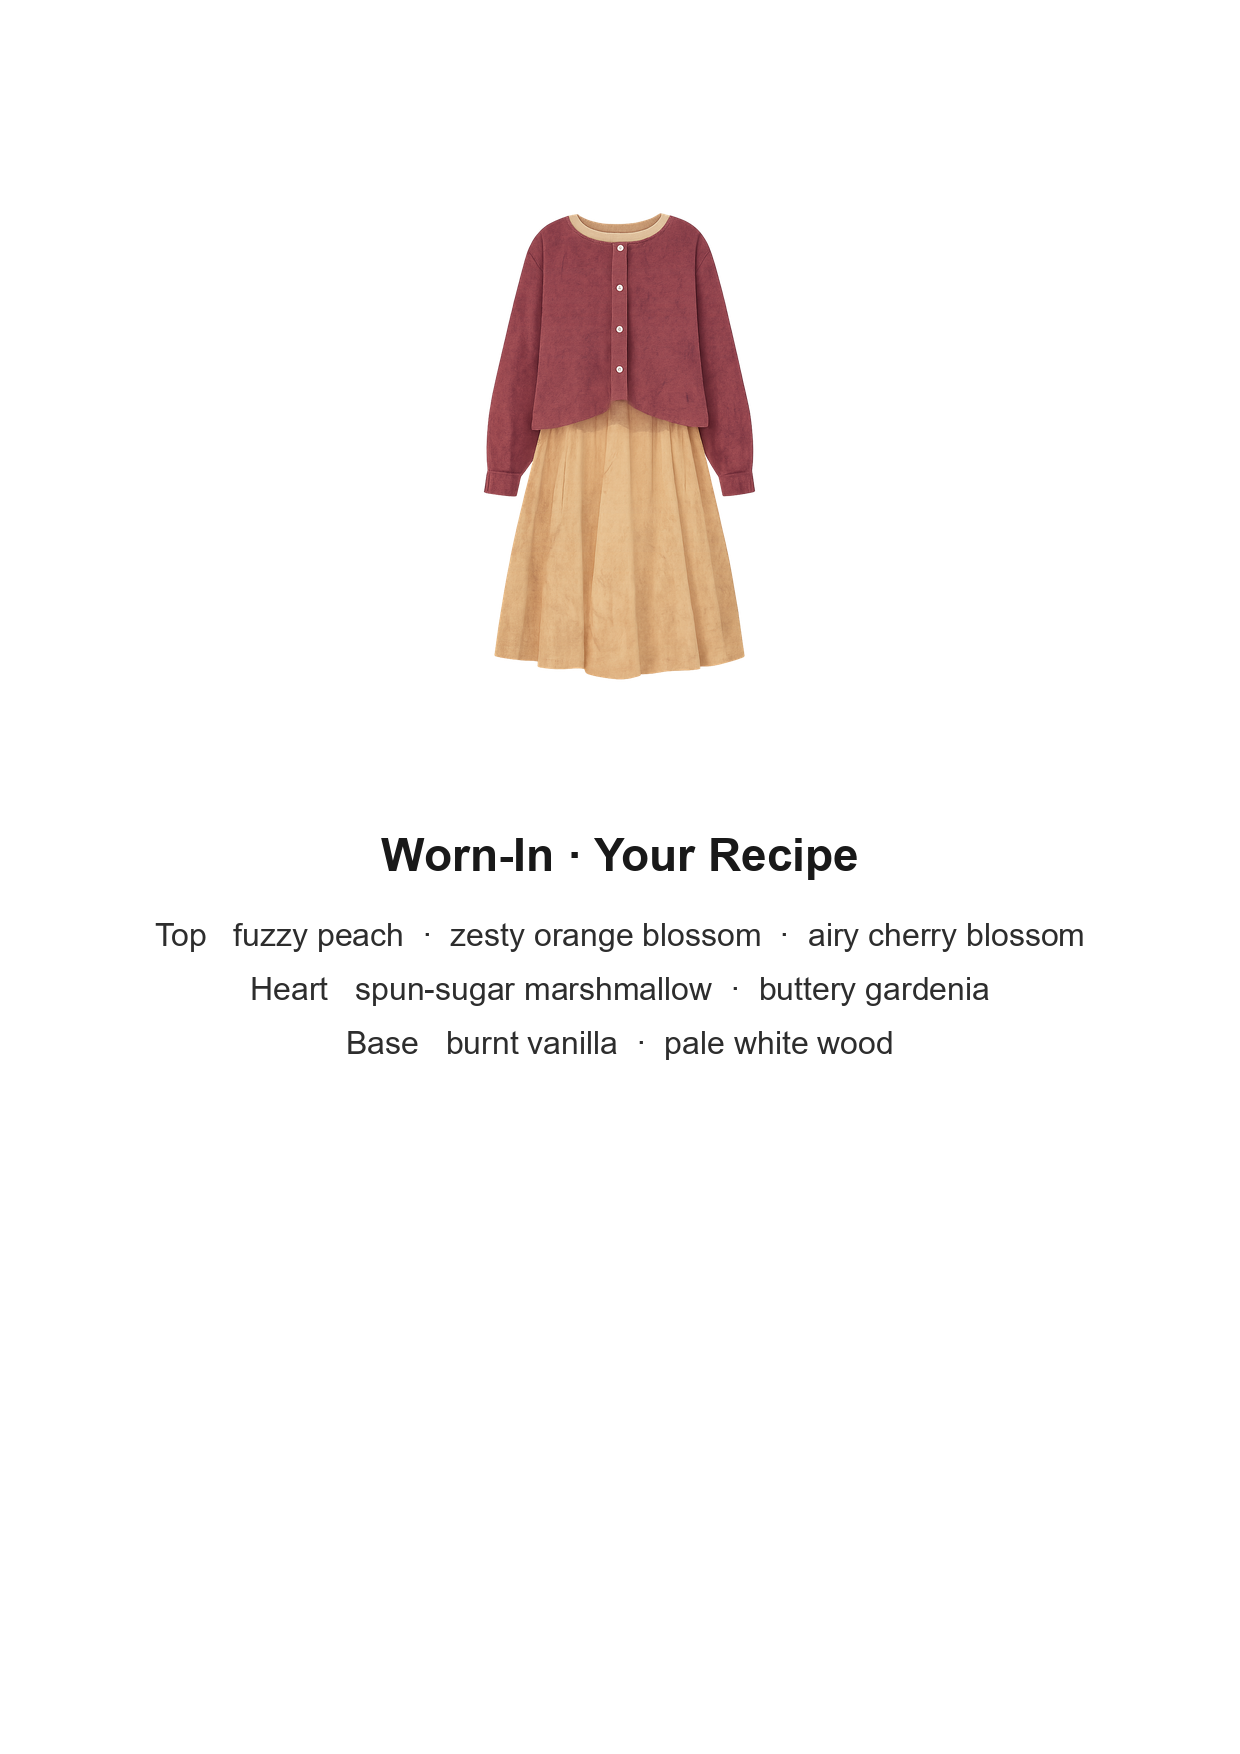 Worn-In · Your Recipe
Top fuzzy peach · zesty orange blossom · airy cherry blossom
Heart spun-sugar marshmallow · buttery gardenia
Base burnt vanilla · pale white wood